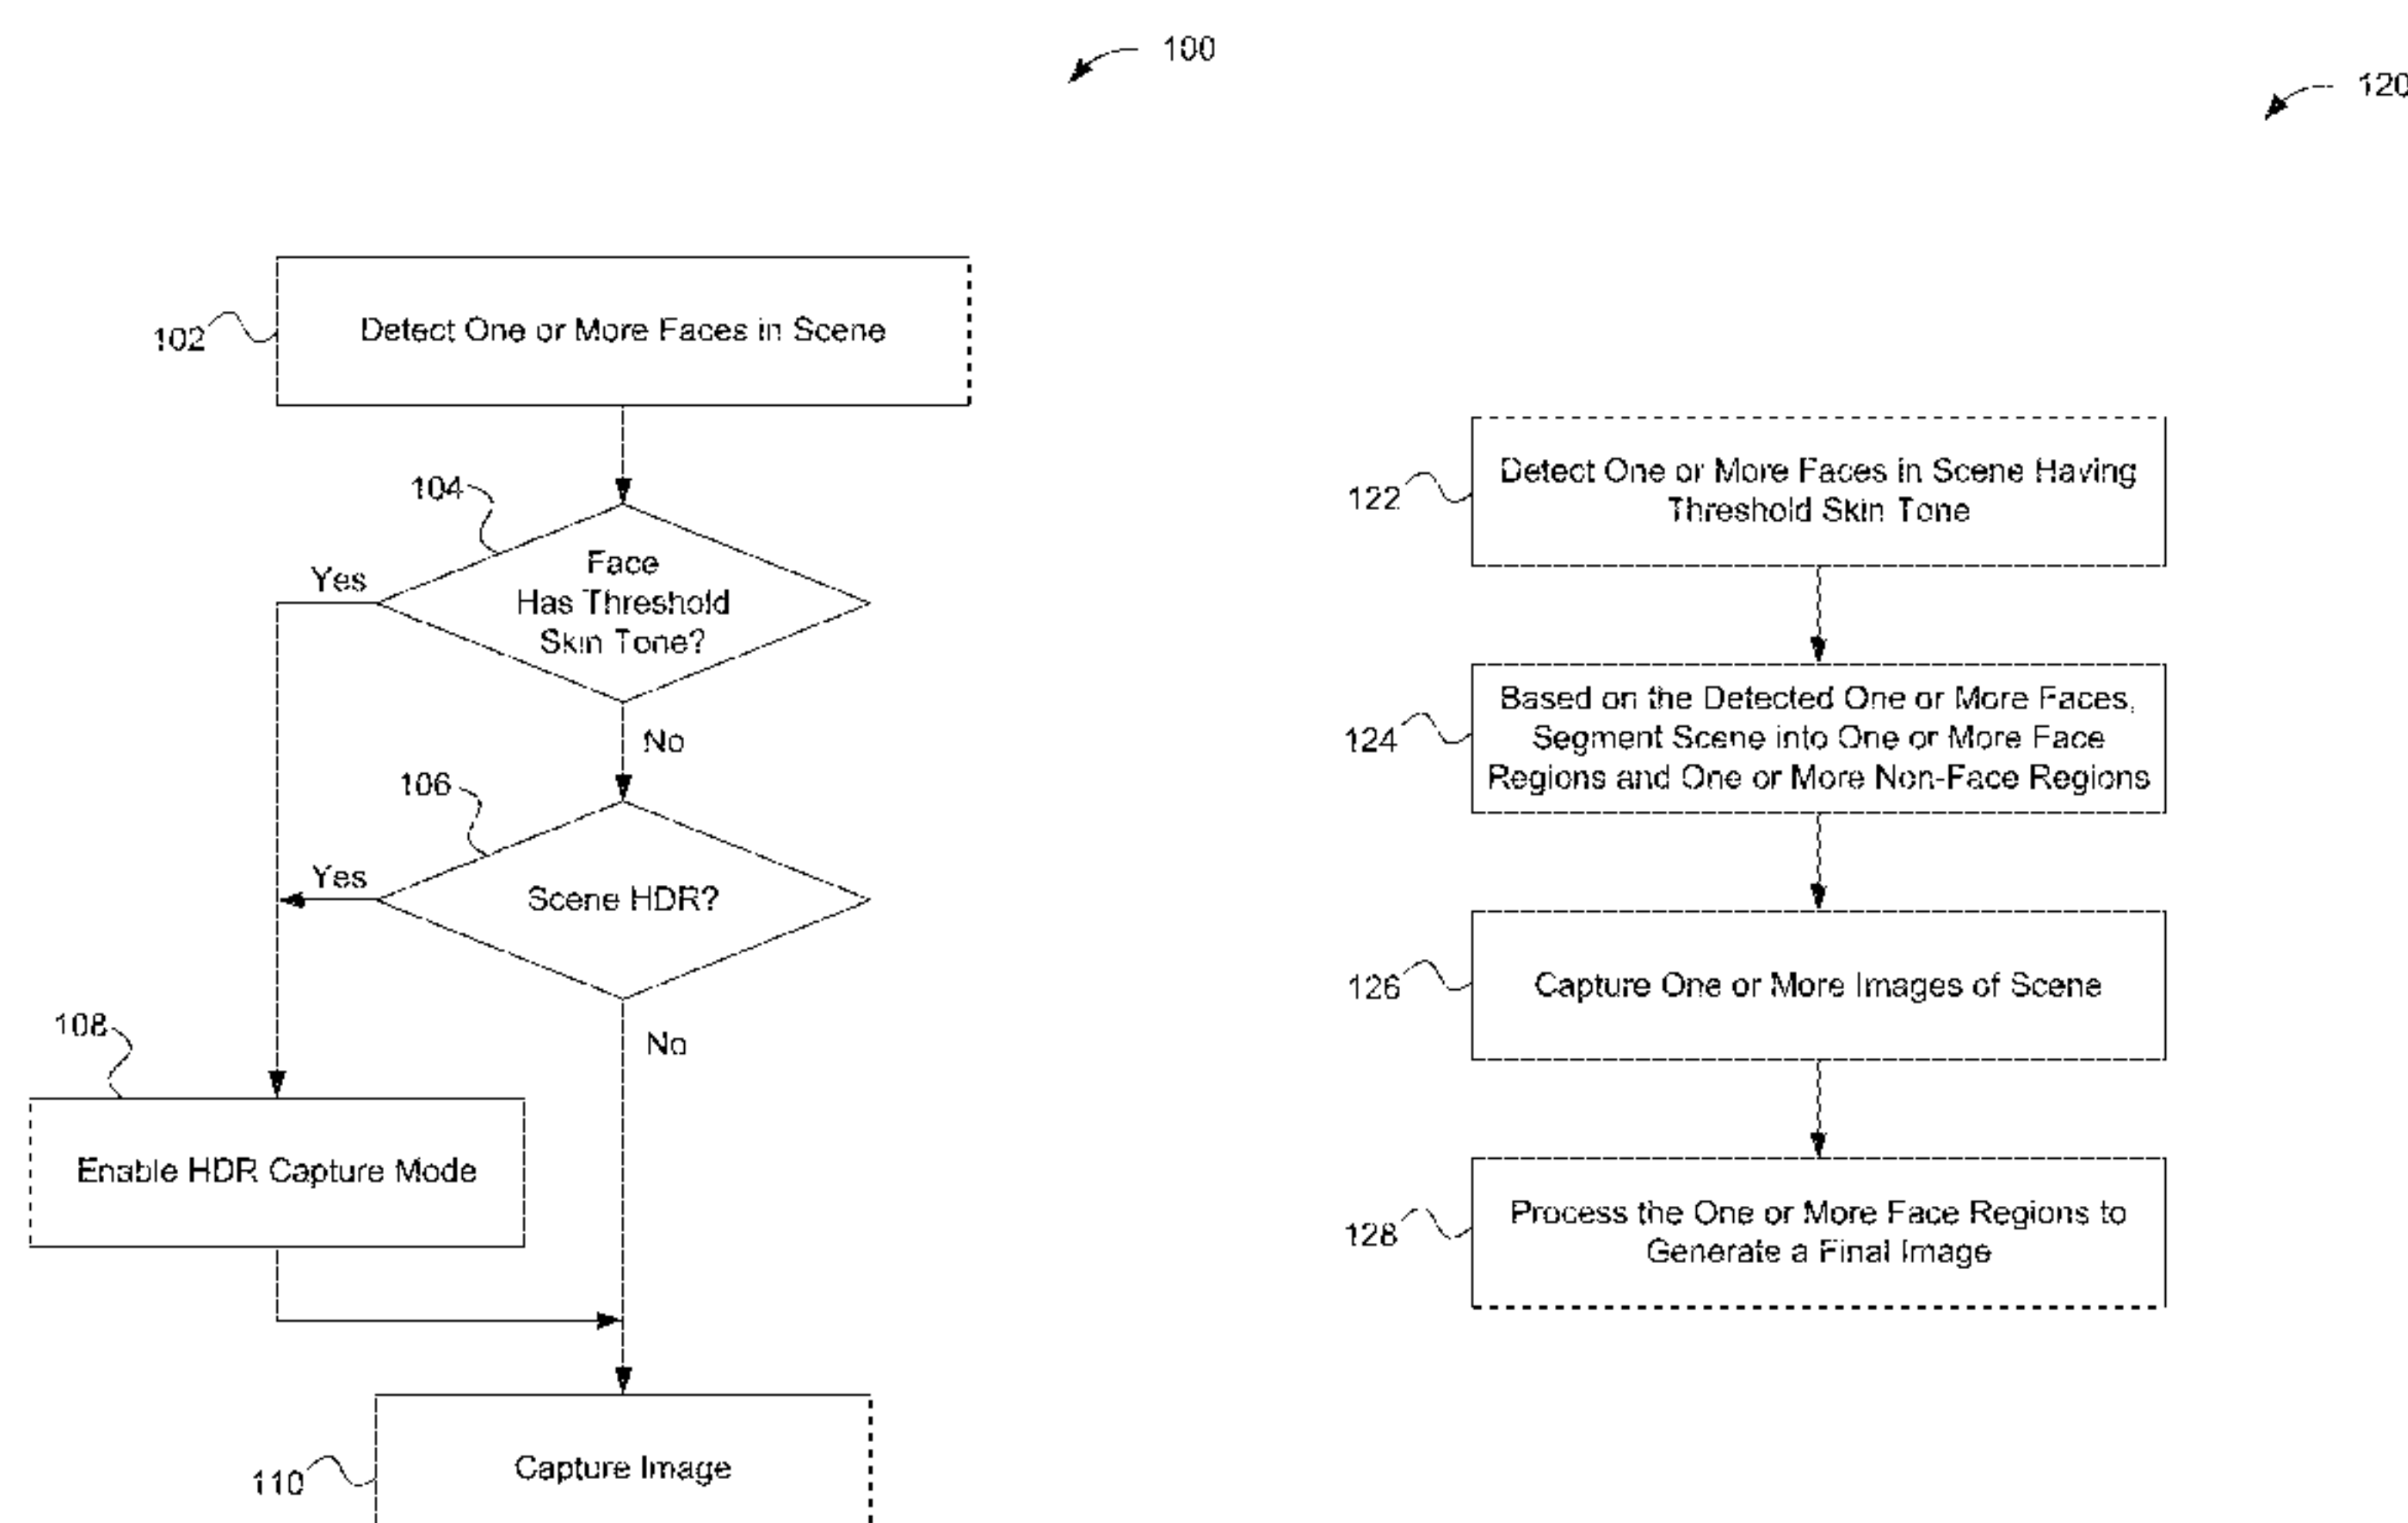 100
102
Detect One or More Faces in Scene
104
Yes
Face
Has Threshold
Skin Tone?
No
106
Yes
Scene HDR?
No
108
Enable HDR Capture Mode
110
Capture Image
120
122
Detect One or More Faces in Scene Having
Threshold Skin Tone
124
Based on the Detected One or More Faces,
Segment Scene into One or More Face
Regions and One or More Non-Face Regions
126
Capture One or More Images of Scene
128
Process the One or More Face Regions to
Generate a Final Image